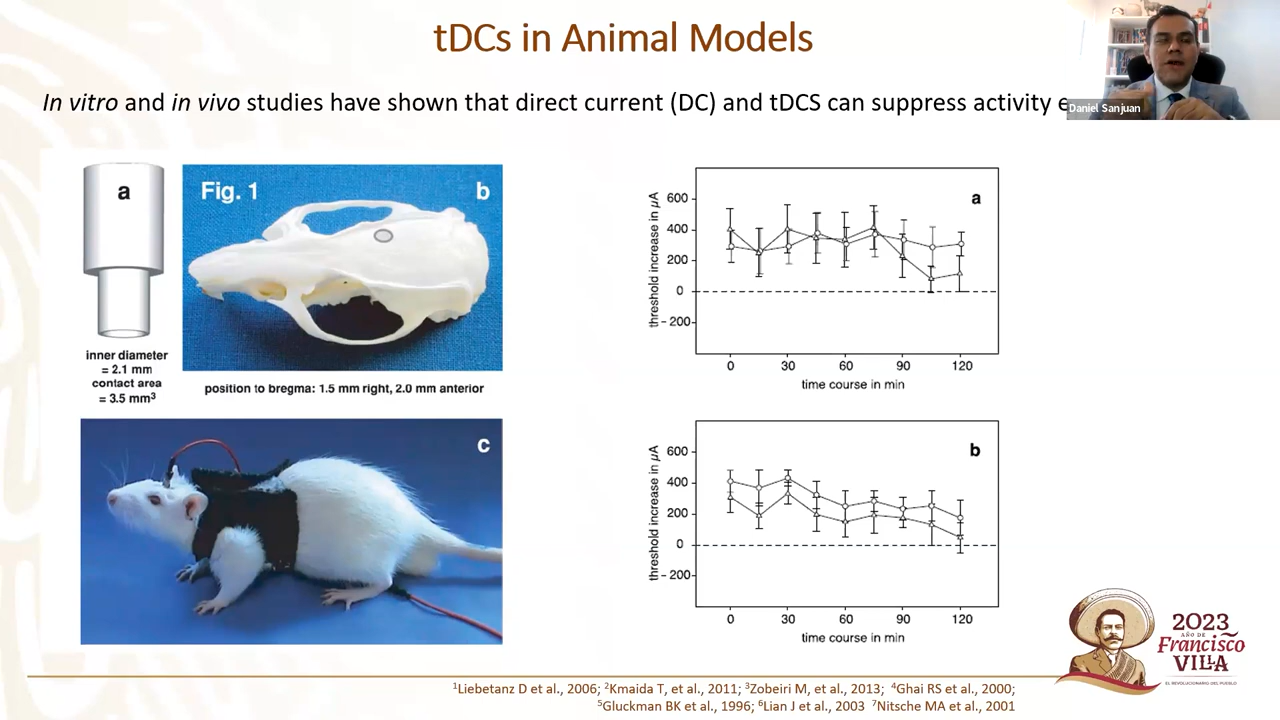 tDCs in Animal Models
In vitro and in vivo studies have shown that direct current (DC) and tDCS can suppress activity
Daniel Sanjuan
a
Fig. 1
b
inner diameter
= 2.1 mm
contact area
= 3.5 mm³
position to bregma: 1.5 mm right, 2.0 mm anterior
c
a
threshold increase in µA
600
400
200
0
- 200
0 30 60 90 120
time course in min
b
threshold increase in µA
600
400
200
0
- 200
0 30 60 90 120
time course in min
2023
AÑO DE
Francisco
VILLA
EL REVOLUCIONARIO DEL PUEBLO
¹Liebetanz D et al., 2006; ²Kmaida T, et al., 2011; ³Zobeiri M, et al., 2013; ⁴Ghai RS et al., 2000;
⁵Gluckman BK et al., 1996; ⁶Lian J et al., 2003 ⁷Nitsche MA et al., 2001